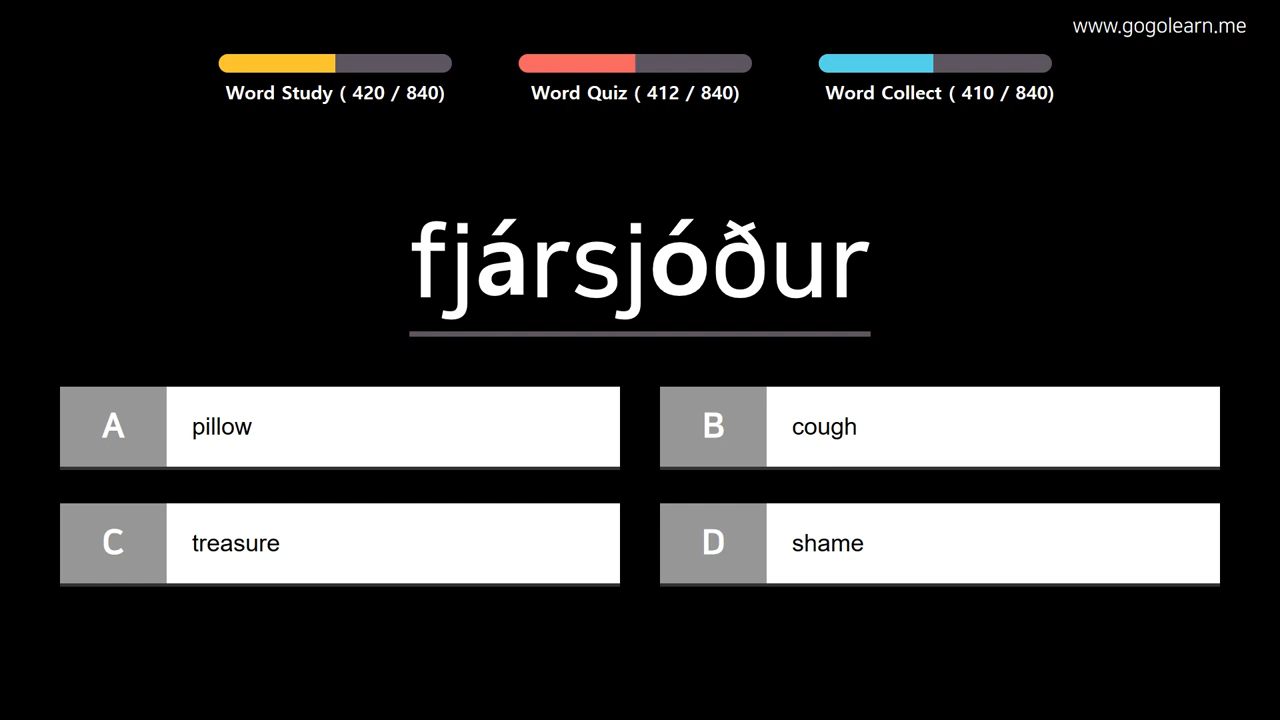 www.gogolearn.me
Word Study ( 420 / 840)
Word Quiz ( 412 / 840)
Word Collect ( 410 / 840)
fjársjóður
A pillow
B cough
C treasure
D shame